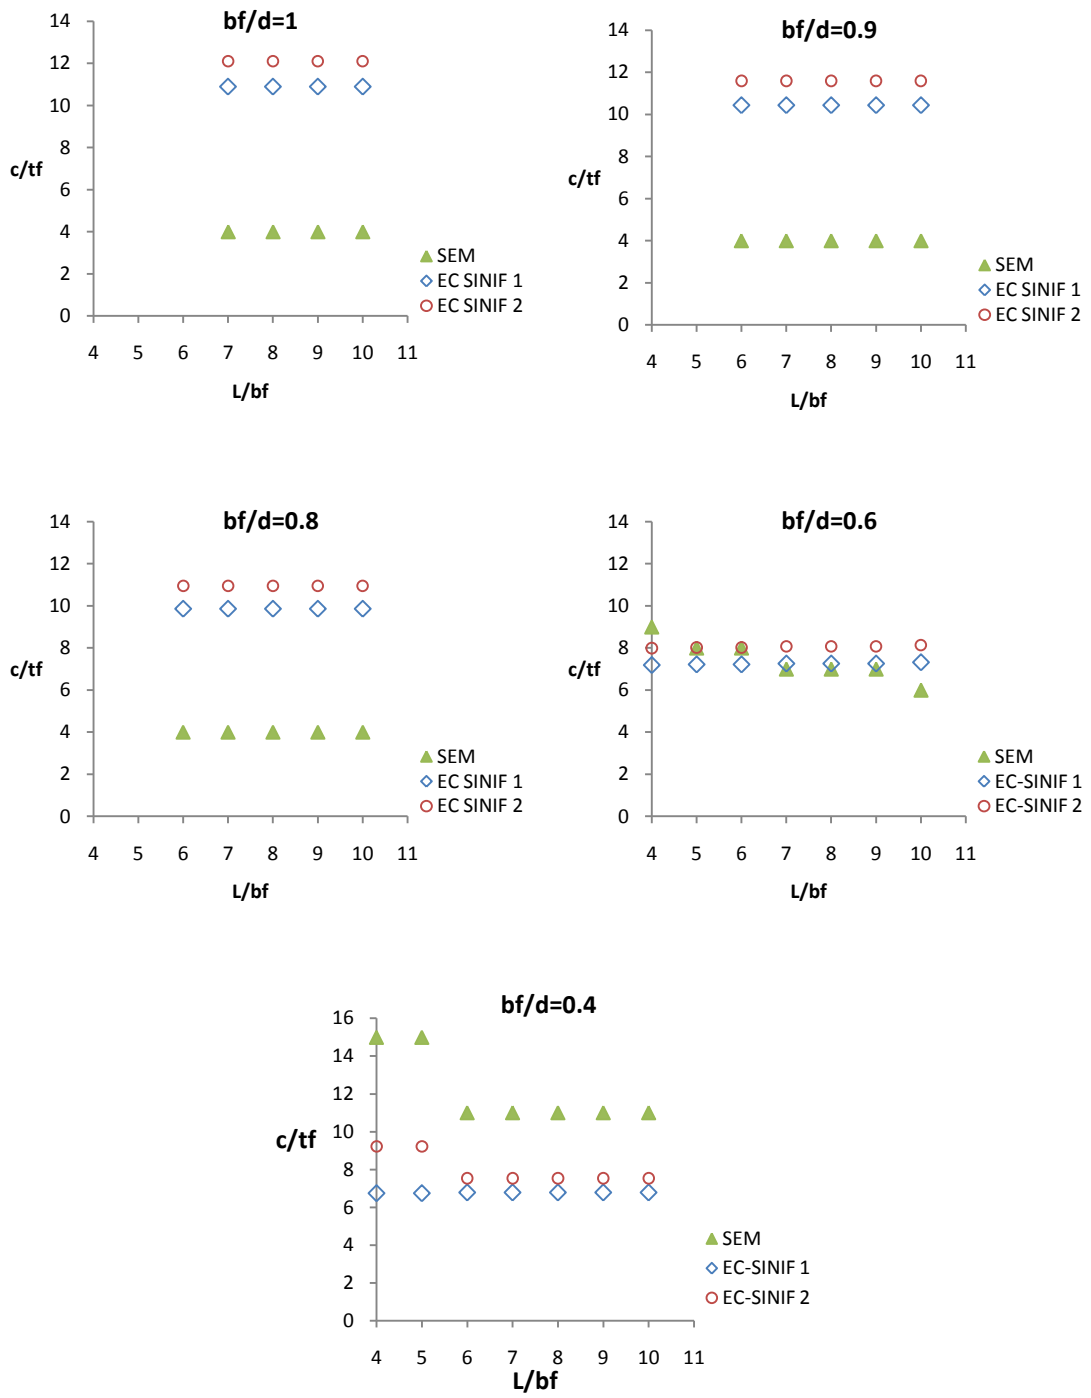 bf/d=1
14
12
10
8
6
4
2
0
c/tf
4 5 6 7 8 9 10 11
L/bf
SEM
EC SINIF 1
EC SINIF 2
bf/d=0.9
14
12
10
8
6
4
2
0
c/tf
4 5 6 7 8 9 10 11
L/bf
SEM
EC SINIF 1
EC SINIF 2
bf/d=0.8
14
12
10
8
6
4
2
0
c/tf
4 5 6 7 8 9 10 11
L/bf
SEM
EC SINIF 1
EC SINIF 2
bf/d=0.6
14
12
10
8
6
4
2
0
c/tf
4 5 6 7 8 9 10 11
L/bf
SEM
EC-SINIF 1
EC-SINIF 2
bf/d=0.4
16
14
12
10
8
6
4
2
0
c/tf
4 5 6 7 8 9 10 11
L/bf
SEM
EC-SINIF 1
EC-SINIF 2